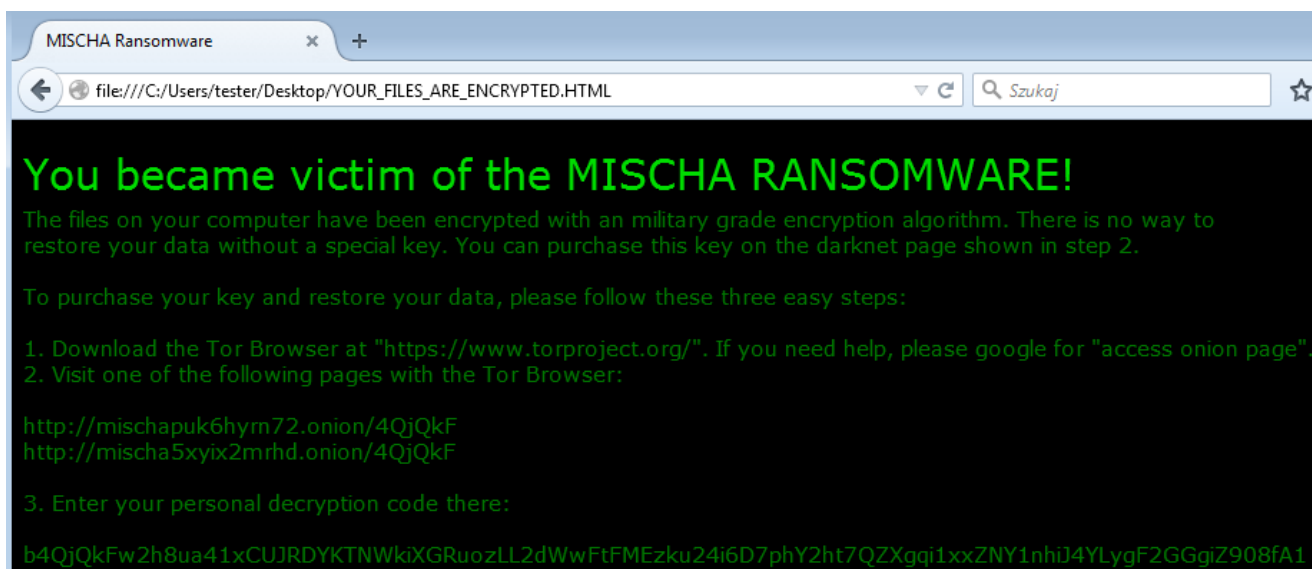 MISCHA Ransomware
file:///C:/Users/tester/Desktop/YOUR_FILES_ARE_ENCRYPTED.HTML
Szukaj
You became victim of the MISCHA RANSOMWARE!
The files on your computer have been encrypted with an military grade encryption algorithm. There is no way to
restore your data without a special key. You can purchase this key on the darknet page shown in step 2.
To purchase your key and restore your data, please follow these three easy steps:
1. Download the Tor Browser at "https://www.torproject.org/". If you need help, please google for "access onion page".
2. Visit one of the following pages with the Tor Browser:
http://mischapuk6hyrn72.onion/4QjQkF
http://mischa5xyix2mrhd.onion/4QjQkF
3. Enter your personal decryption code there:
b4QjQkFw2h8ua41xCUJRDYKTNWkiXGRuozLL2dWwFtFMEzku24i6D7phY2ht7QZXgqi1xxZNY1nhiJ4YLygF2GGgiZ908fA1